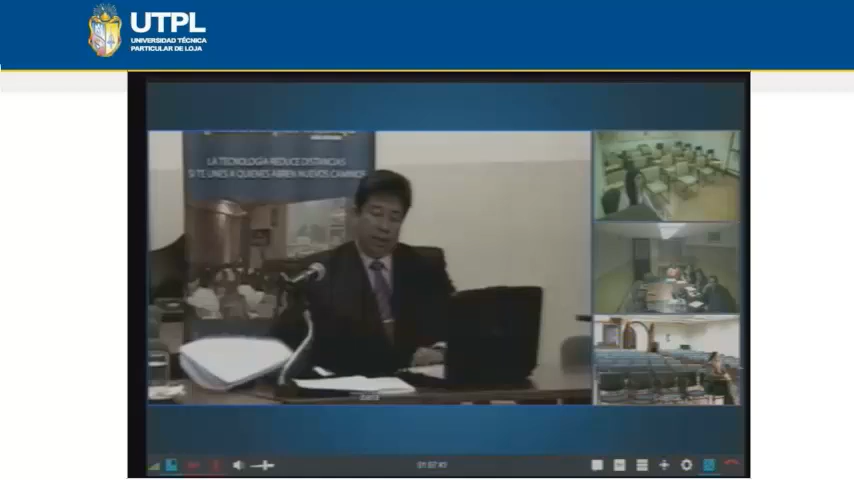 UTPL
UNIVERSIDAD TÉCNICA
PARTICULAR DE LOJA
LA TECNOLOGÍA REDUCE DISTANCIAS
SI TE UNES A QUIENES ABREN NUEVOS CAMINOS